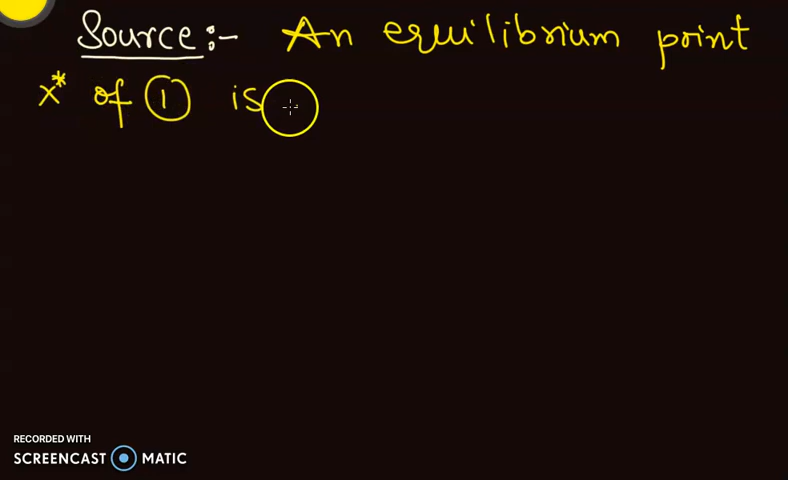 Source:- An equilibrium point
x* of ① is
RECORDED WITH
SCREENCAST MATIC